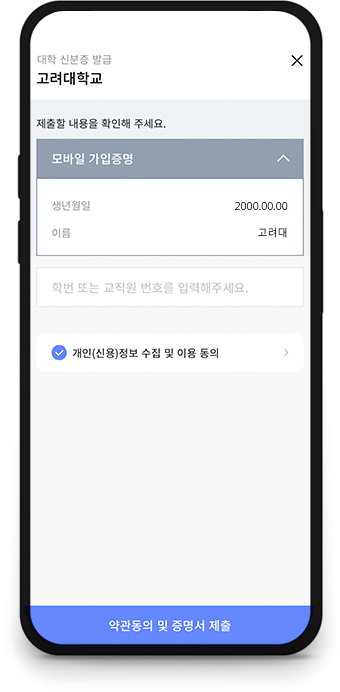 대학 신분증 발급
고려대학교
제출할 내용을 확인해 주세요.
모바일 가입증명
생년월일 2000.00.00
이름 고려대
학번 또는 교직원 번호를 입력해주세요.
개인(신용)정보 수집 및 이용 동의
약관동의 및 증명서 제출